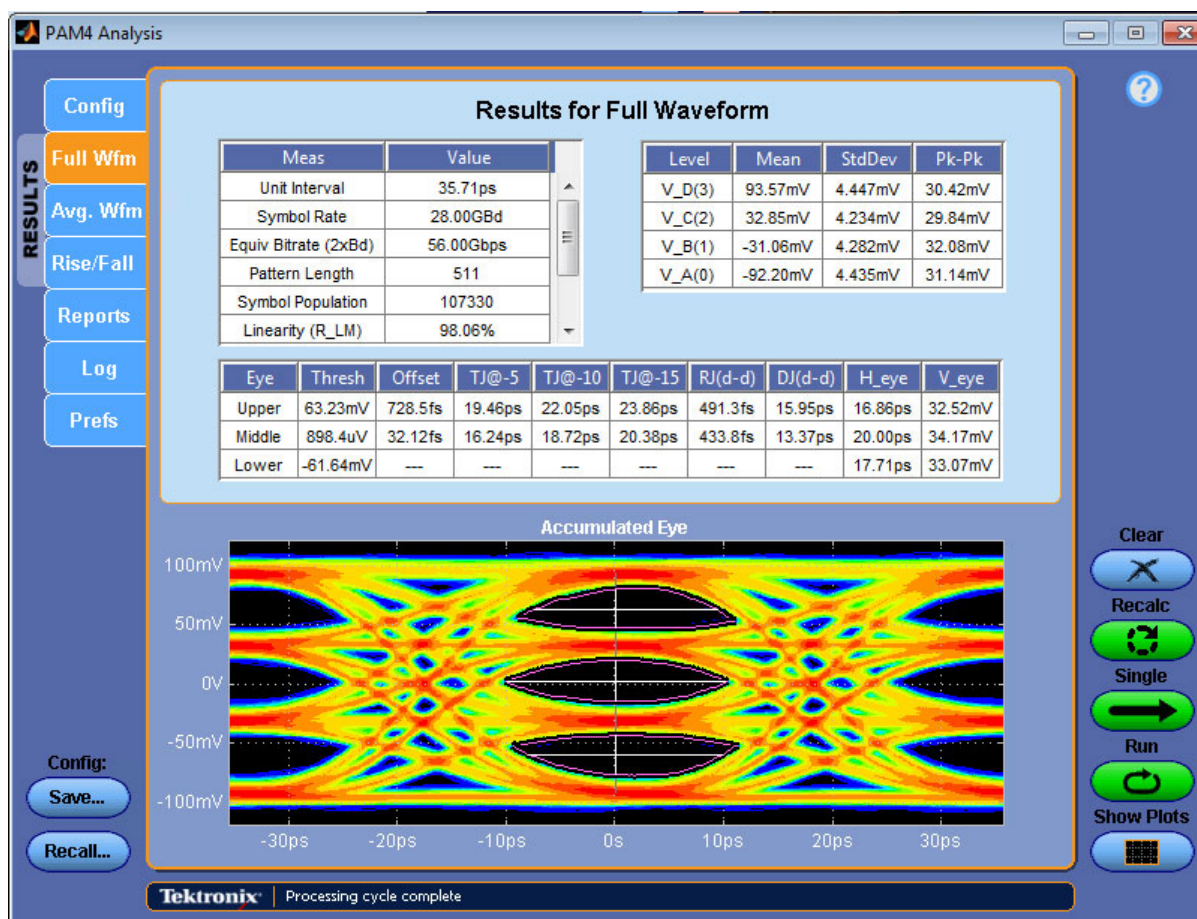 PAM4 Analysis
RESULTS
Config
Full Wfm
Avg. Wfm
Rise/Fall
Reports
Log
Prefs
Results for Full Waveform
Meas Value
Unit Interval 35.71ps
Symbol Rate 28.00GBd
Equiv Bitrate (2xBd) 56.00Gbps
Pattern Length 511
Symbol Population 107330
Linearity (R_LM) 98.06%
Level Mean StdDev Pk-Pk
V_D(3) 93.57mV 4.447mV 30.42mV
V_C(2) 32.85mV 4.234mV 29.84mV
V_B(1) -31.06mV 4.282mV 32.08mV
V_A(0) -92.20mV 4.435mV 31.14mV
Eye Thresh Offset TJ@-5 TJ@-10 TJ@-15 RJ(d-d) DJ(d-d) H_eye V_eye
Upper 63.23mV 728.5fs 19.46ps 22.05ps 23.86ps 491.3fs 15.95ps 16.86ps 32.52mV
Middle 898.4uV 32.12fs 16.24ps 18.72ps 20.38ps 433.8fs 13.37ps 20.00ps 34.17mV
Lower -61.64mV --- --- --- --- --- --- 17.71ps 33.07mV
Accumulated Eye
100mV
50mV
0V
-50mV
-100mV
-30ps -20ps -10ps 0s 10ps 20ps 30ps
?
Clear
Recalc
Single
Run
Show Plots
Config:
Save...
Recall...
Tektronix Processing cycle complete